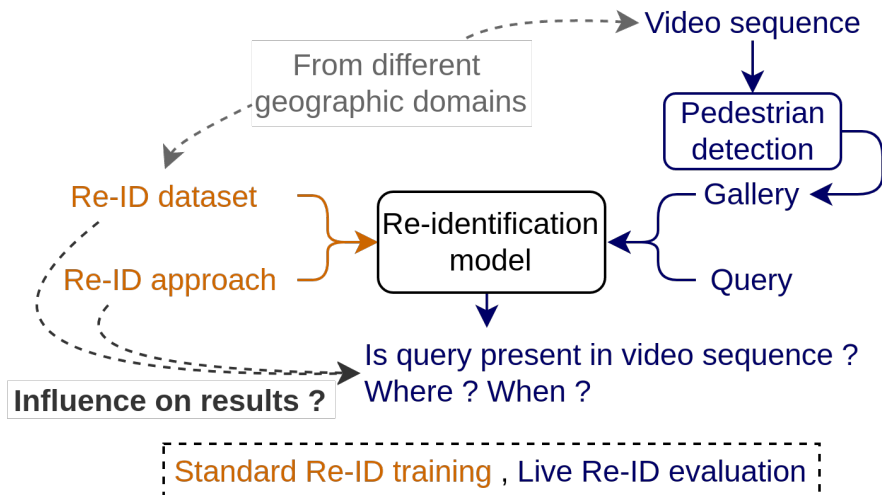 Video sequence
From different
geographic domains
Pedestrian
detection
Re-ID dataset
Gallery
Re-identification
model
Re-ID approach
Query
Is query present in video sequence ?
Where ? When ?
Influence on results ?
Standard Re-ID training , Live Re-ID evaluation